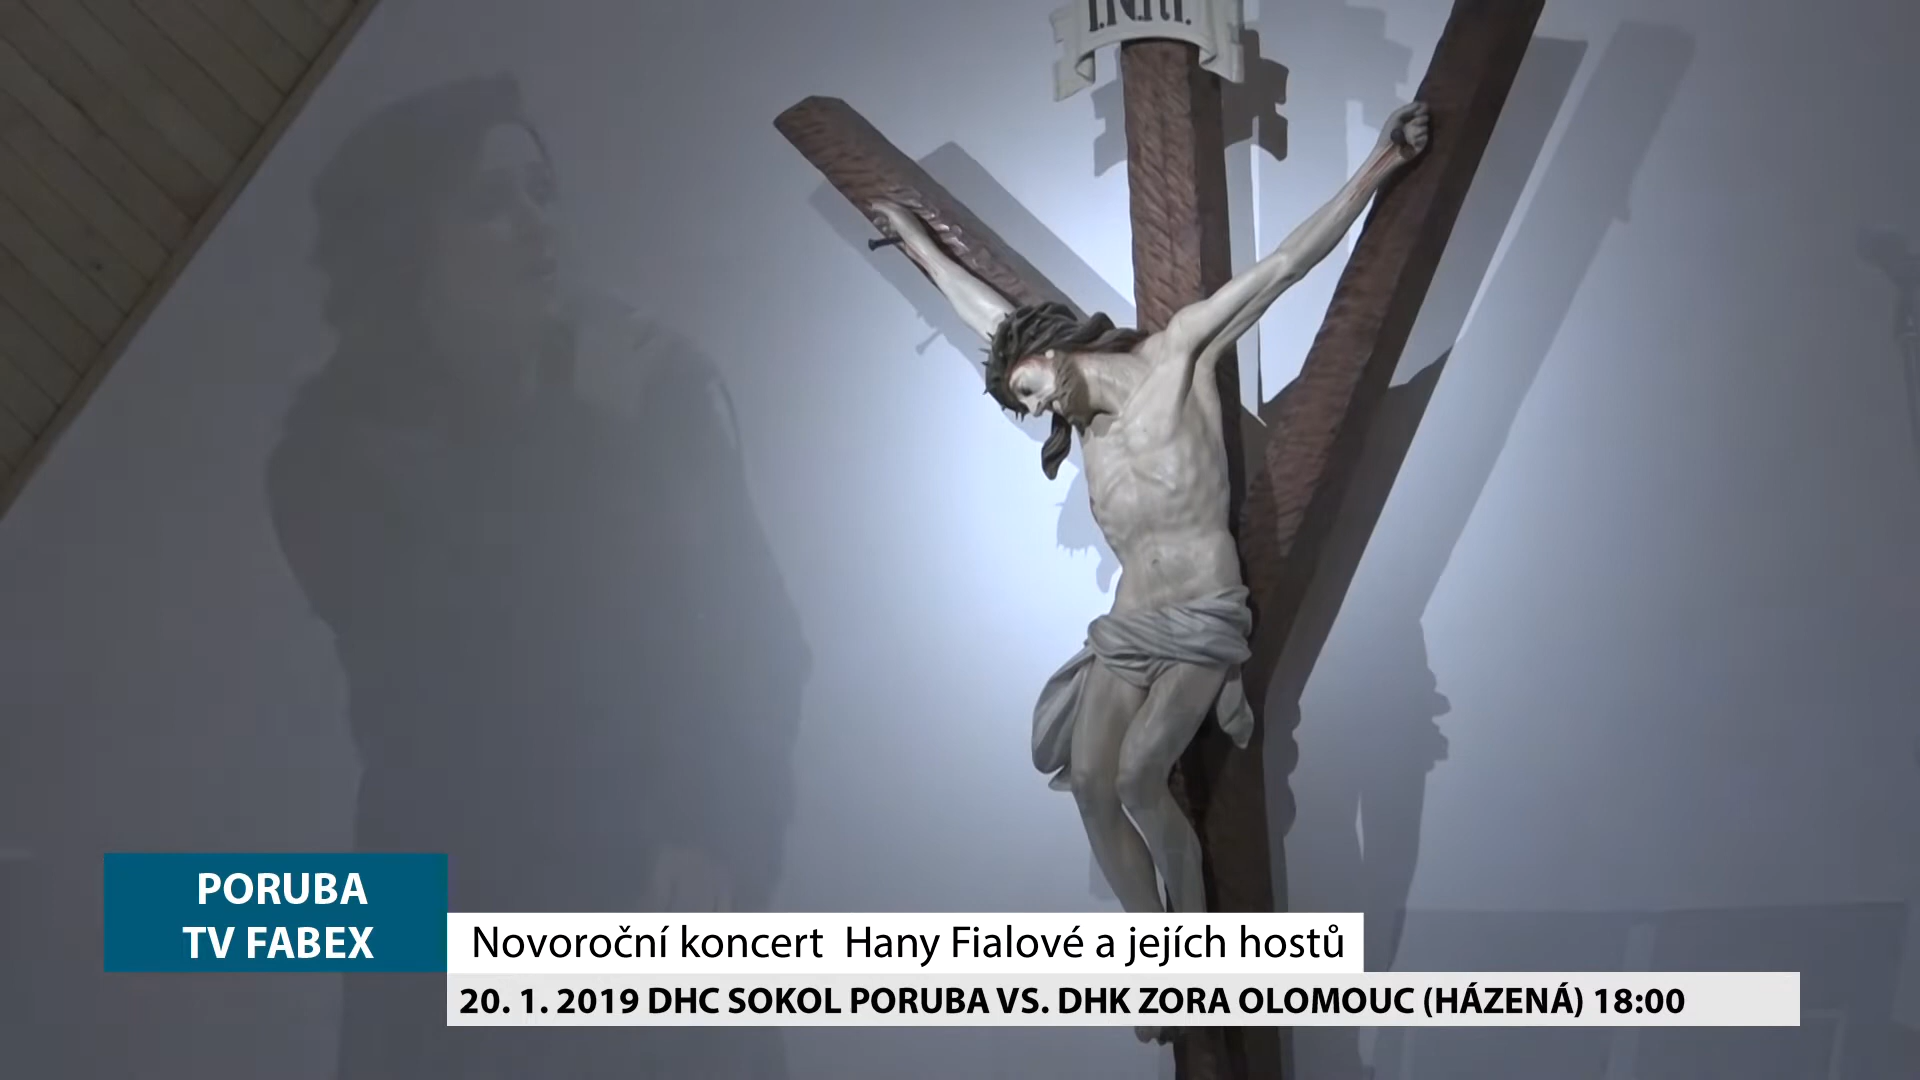 I.N.R.I.
PORUBA
TV FABEX
Novoroční koncert Hany Fialové a jejích hostů
20. 1. 2019 DHC SOKOL PORUBA VS. DHK ZORA OLOMOUC (HÁZENÁ) 18:00